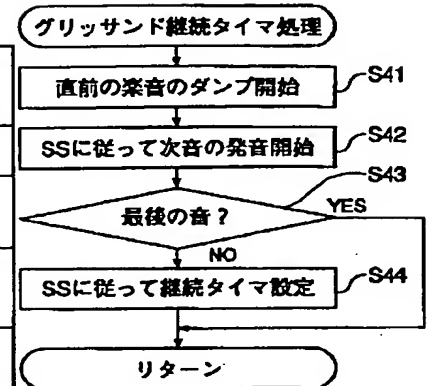 グリッサンド継続タイマ処理
直前の楽音のダンプ開始
S41
SSに従って次音の発音開始
S42
S43
最後の音?
YES
NO
SSに従って継続タイマ設定
S44
リターン